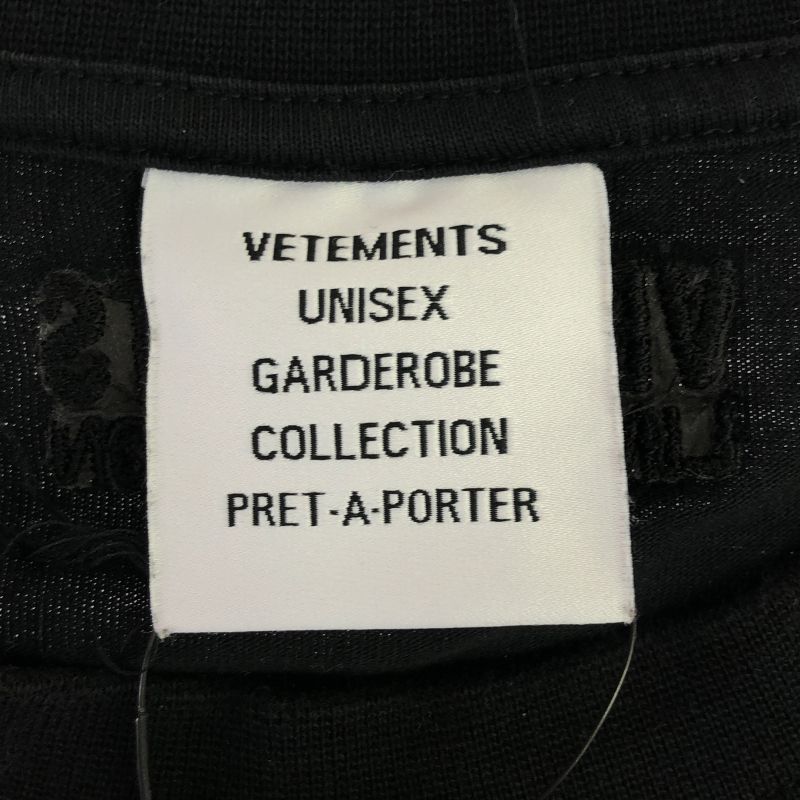 VETEMENTS
UNISEX
GARDEROBE
COLLECTION
PRET-A-PORTER